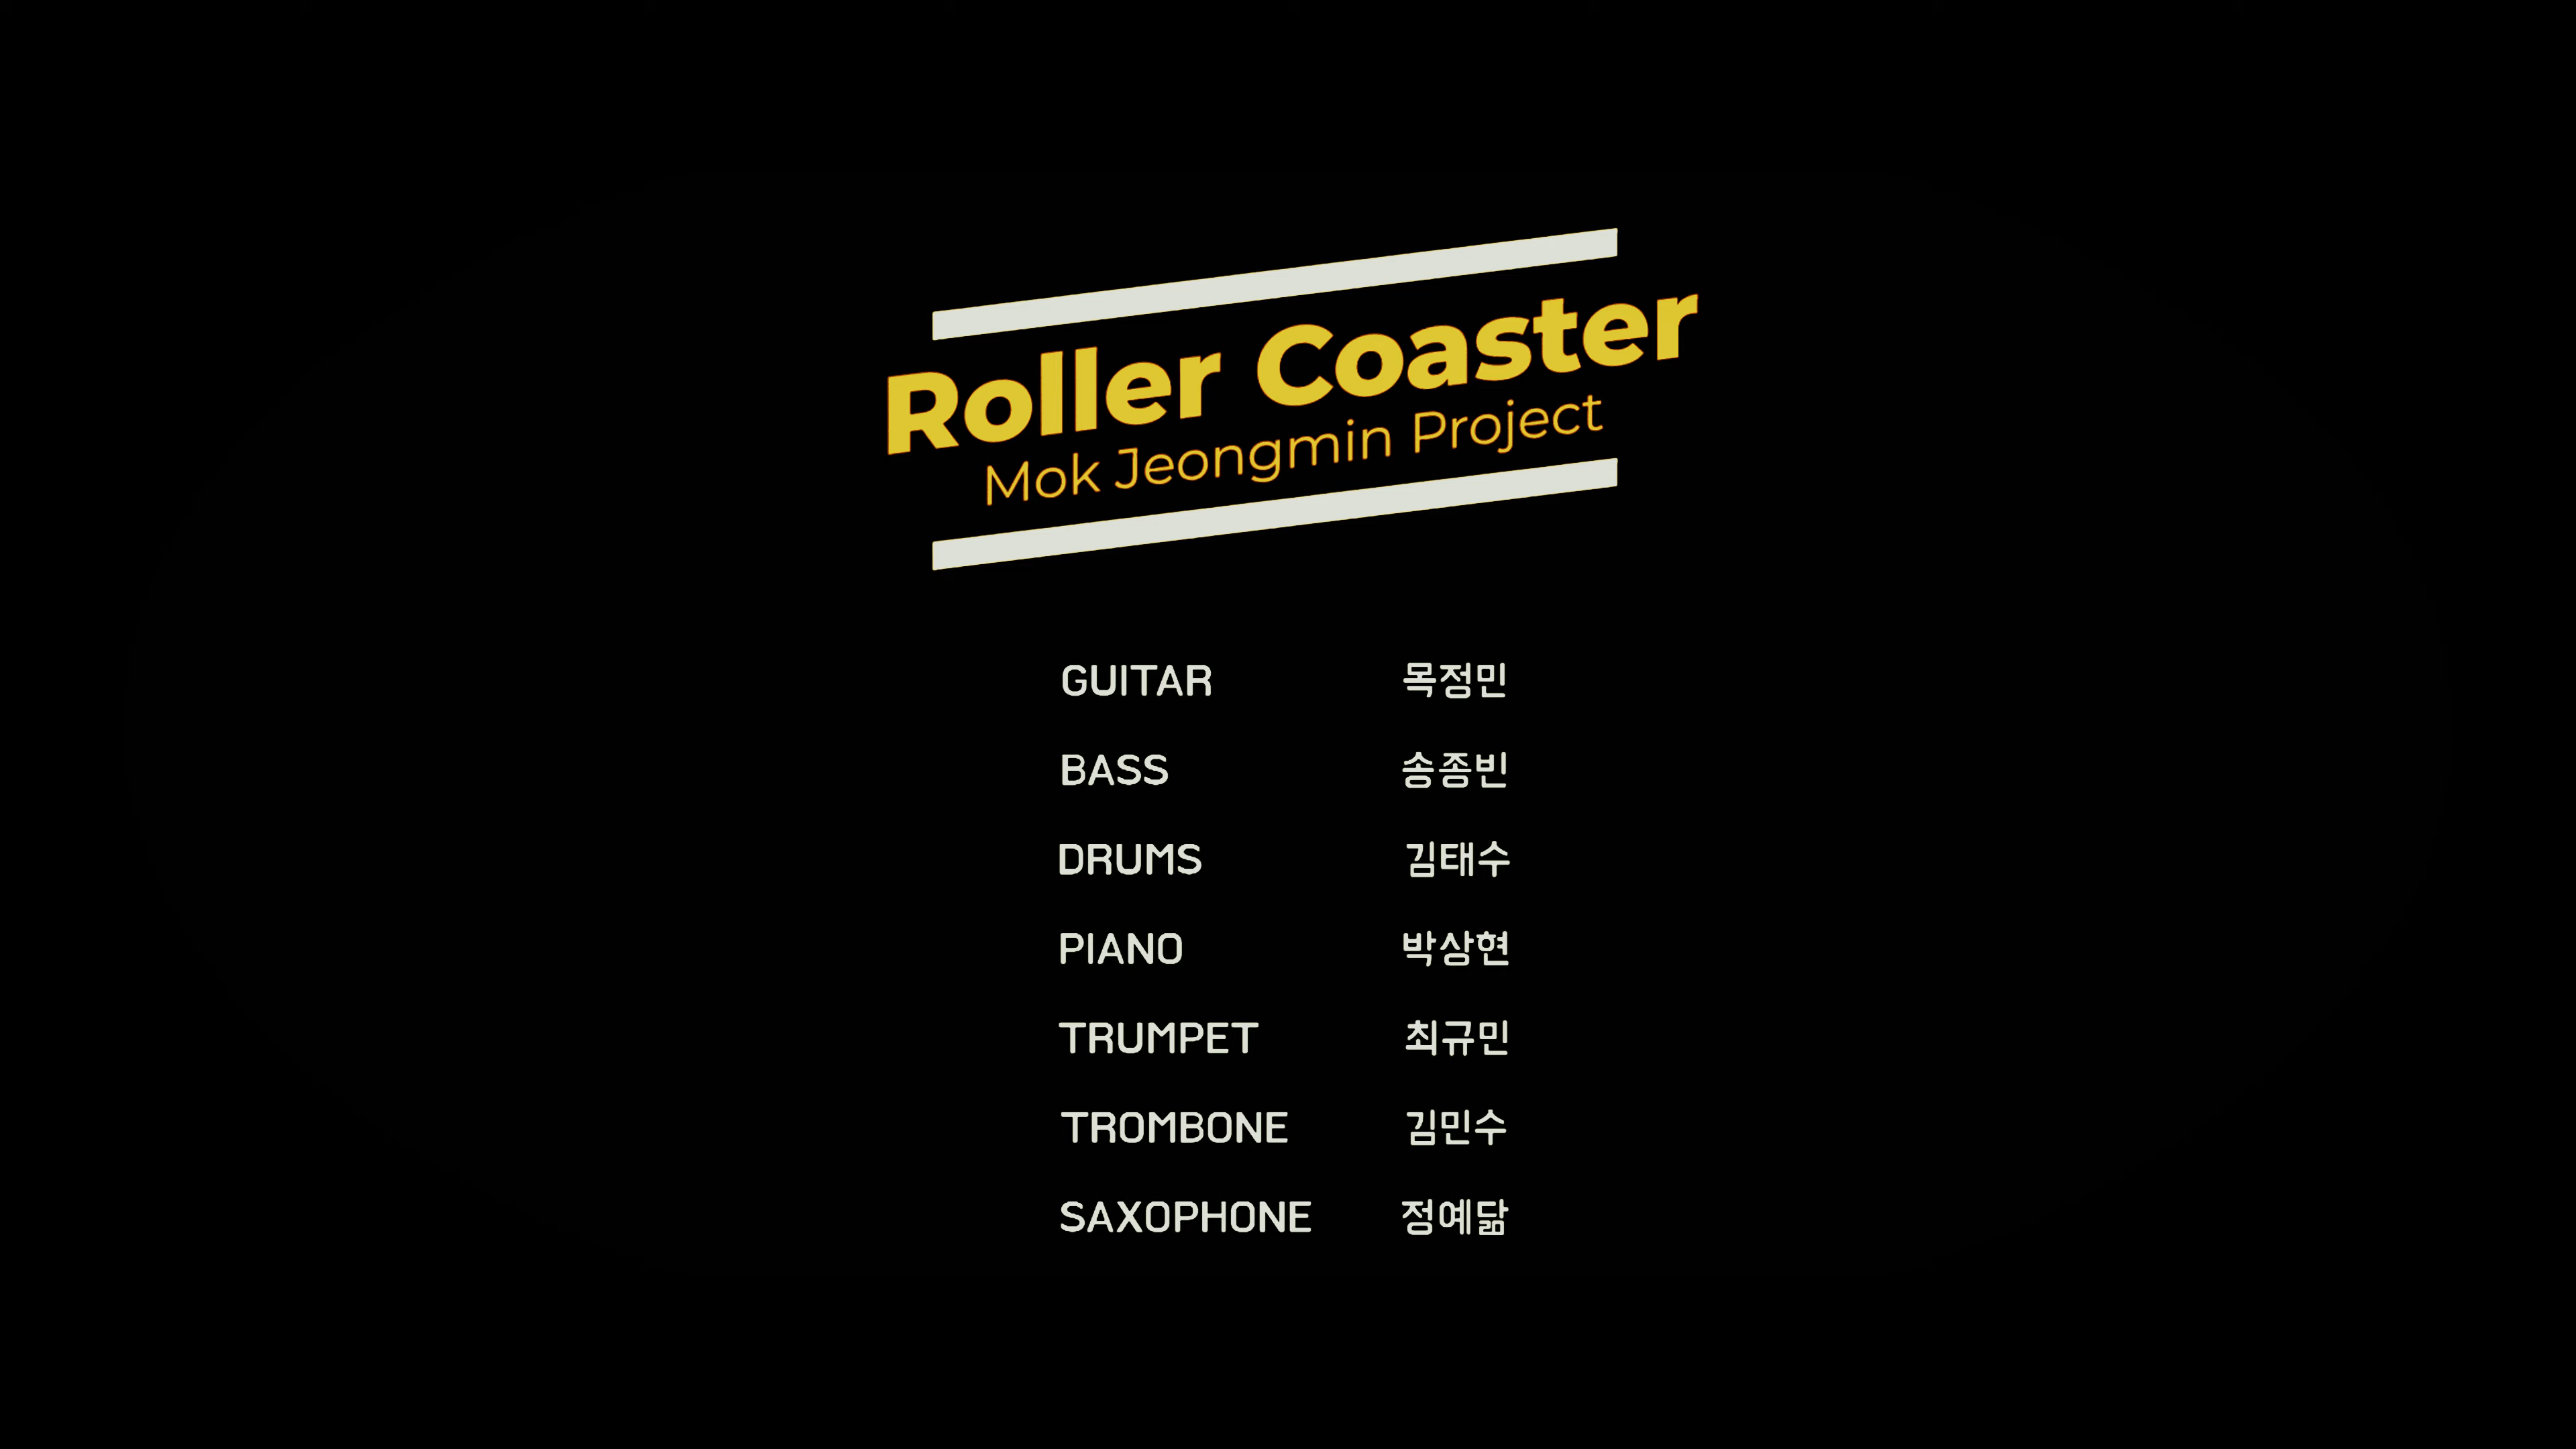 Roller Coaster
Mok Jeongmin Project
GUITAR 목정민
BASS 송종빈
DRUMS 김태수
PIANO 박상현
TRUMPET 최규민
TROMBONE 김민수
SAXOPHONE 정예닮